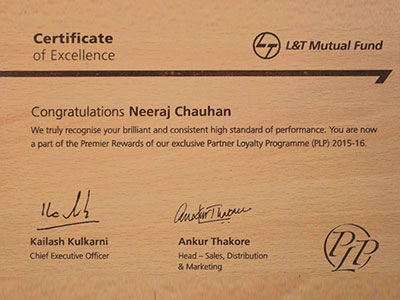 Certificate
of Excellence
L&T Mutual Fund
Congratulations Neeraj Chauhan
We truly recognise your brilliant and consistent high standard of performance. You are now
a part of the Premier Rewards of our exclusive Partner Loyalty Programme (PLP) 2015-16.
Ankur Thakore
Kailash Kulkarni
Chief Executive Officer
Ankur Thakore
Head – Sales, Distribution
& Marketing
PLP